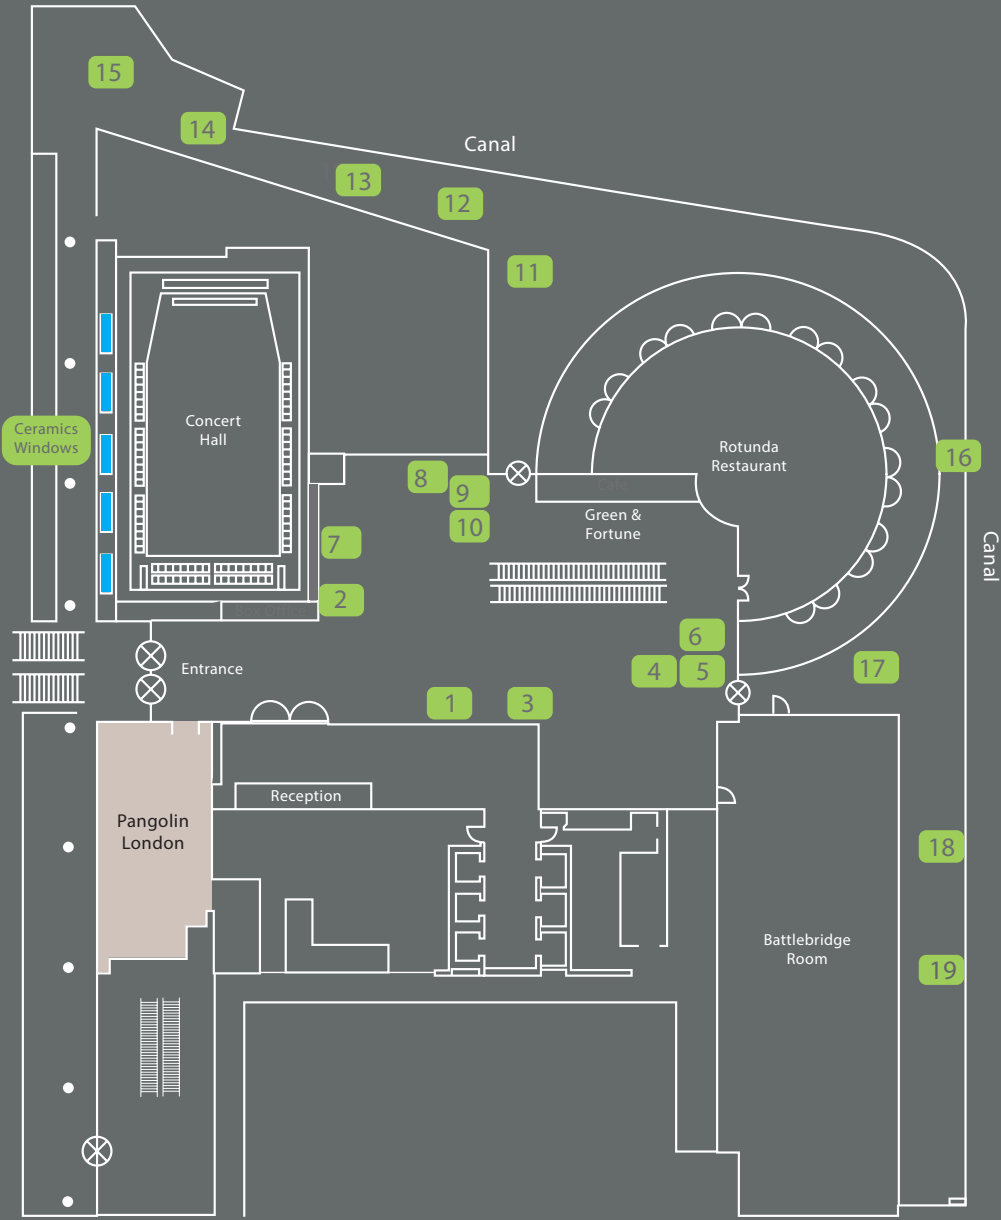 15
14
Canal
13
12
11
Ceramics
Windows
Concert
Hall
Rotunda
Restaurant
16
8
9
Cafe
10
Green &
Fortune
7
Canal
2
Box Office
6
Entrance
4
5
17
1
3
Reception
Pangolin
London
18
Battlebridge
Room
19